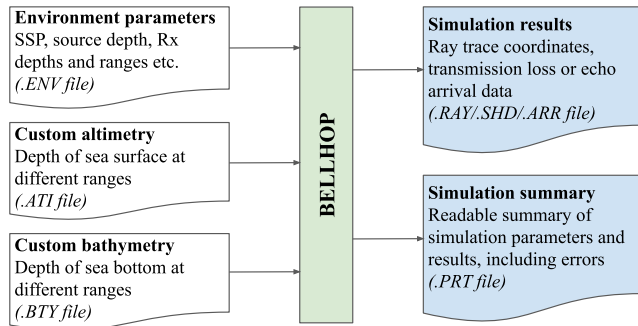 Environment parameters
SSP, source depth, Rx
depths and ranges etc.
(.ENV file)
Custom altimetry
Depth of sea surface at
different ranges
(.ATI file)
Custom bathymetry
Depth of sea bottom at
different ranges
(.BTY file)
BELLHOP
Simulation results
Ray trace coordinates,
transmission loss or echo
arrival data
(.RAY/.SHD/.ARR file)
Simulation summary
Readable summary of
simulation parameters and
results, including errors
(.PRT file)